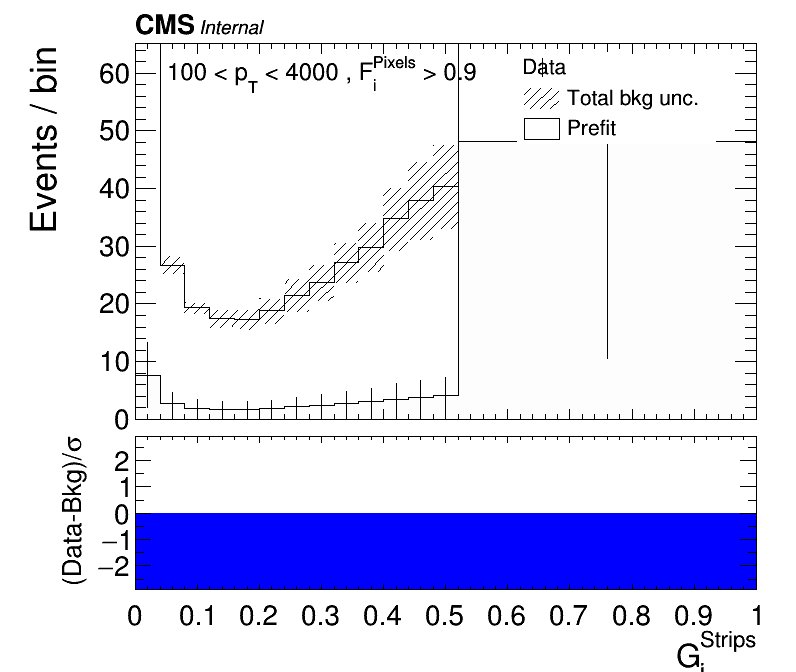 CMS Internal
Events / bin
100 < p_T < 4000 , F_i^Pixels > 0.9
Data
Total bkg unc.
Prefit
60
50
40
30
20
10
0
(Data-Bkg)/σ
2
1
0
−1
−2
0 0.1 0.2 0.3 0.4 0.5 0.6 0.7 0.8 0.9 1
G_i^Strips